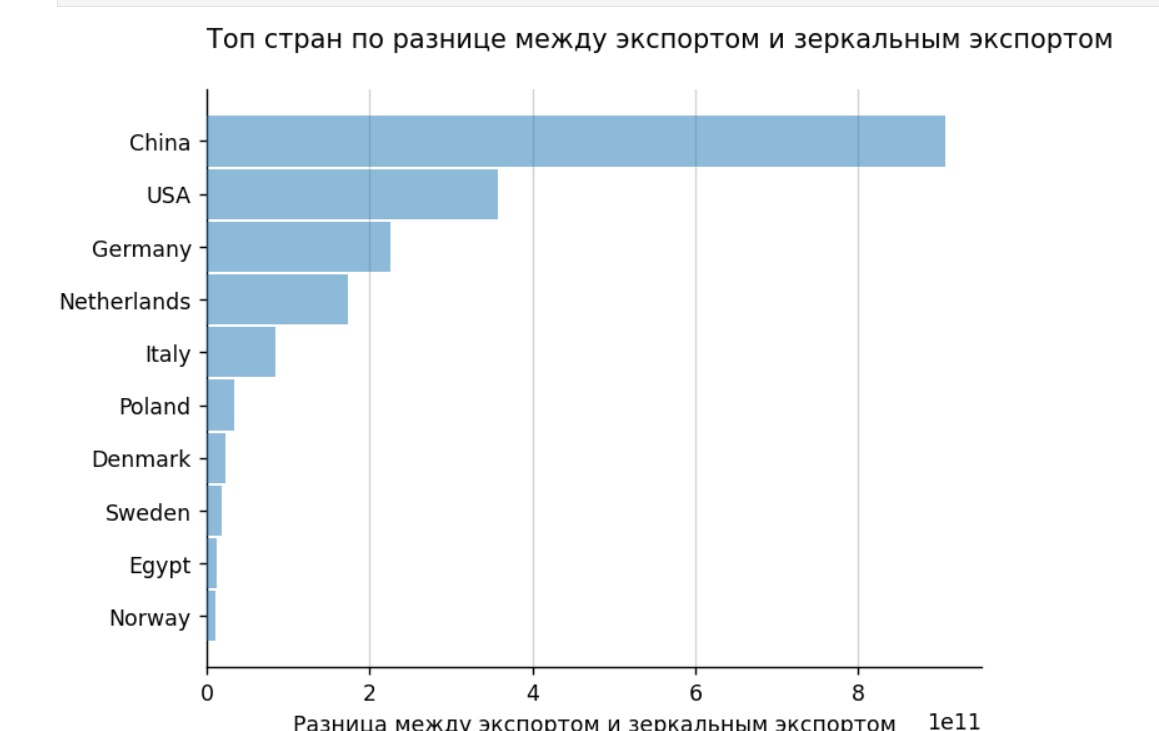 Топ стран по разнице между экспортом и зеркальным экспортом
China
USA
Germany
Netherlands
Italy
Poland
Denmark
Sweden
Egypt
Norway
0 2 4 6 8
Разница между экспортом и зеркальным экспортом 1e11